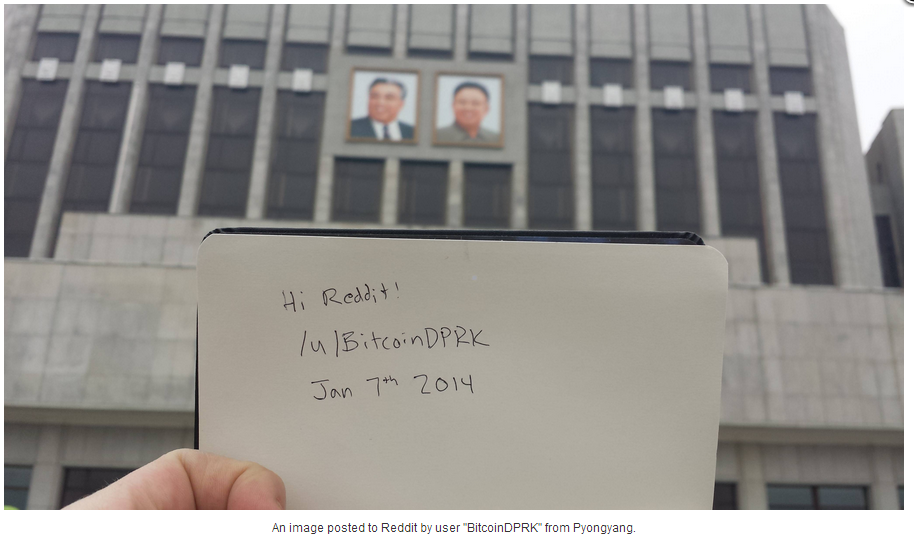 Hi Reddit!
/u/BitcoinDPRK
Jan 7th 2014
An image posted to Reddit by user "BitcoinDPRK" from Pyongyang.